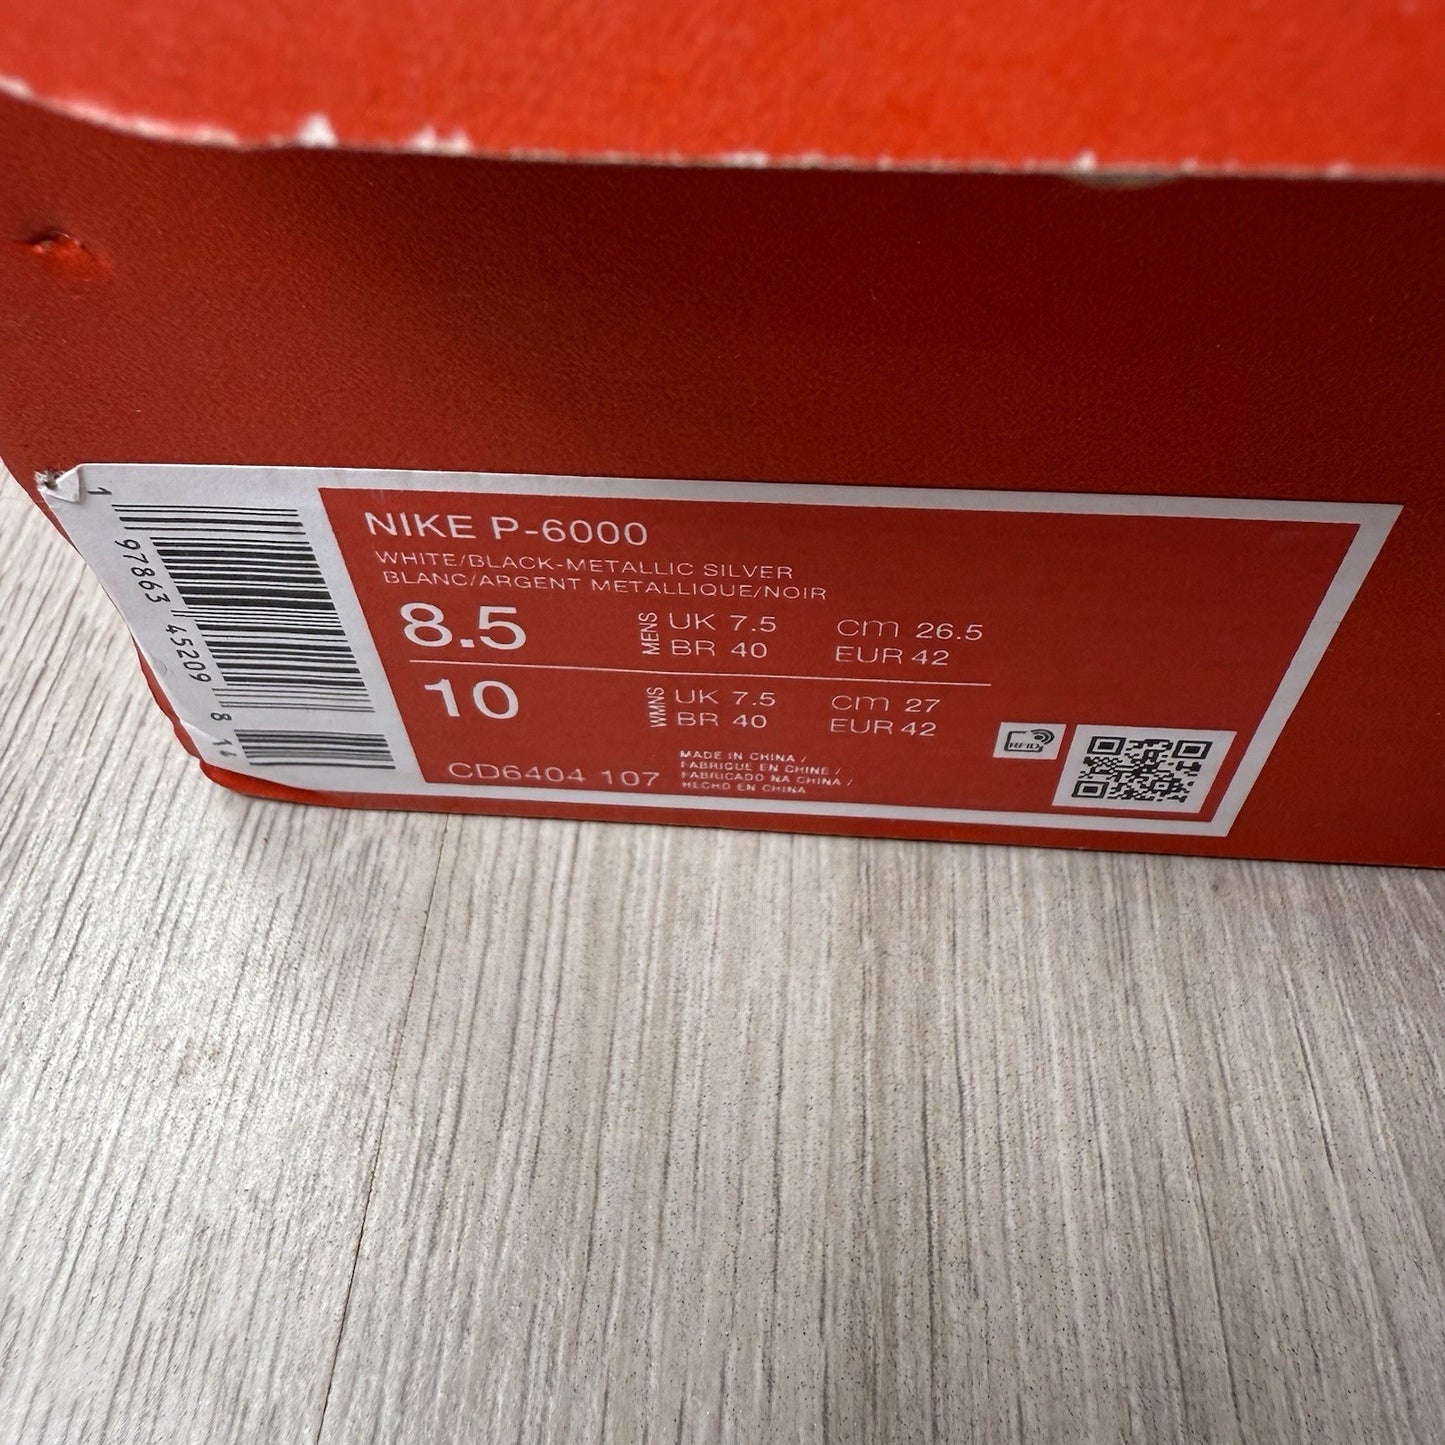 NIKE P-6000
WHITE/BLACK-METALLIC SILVER
BLANC/ARGENT METALLIQUE/NOIR
8.5 MENS UK 7.5 cm 26.5
BR 40 EUR 42
10 WMNS UK 7.5 cm 27
BR 40 EUR 42
CD6404 107
MADE IN CHINA /
FABRIQUE EN CHINE /
FABRICADO NA CHINA /
HECHO EN CHINA
RFID
1 97863 45209 8 14